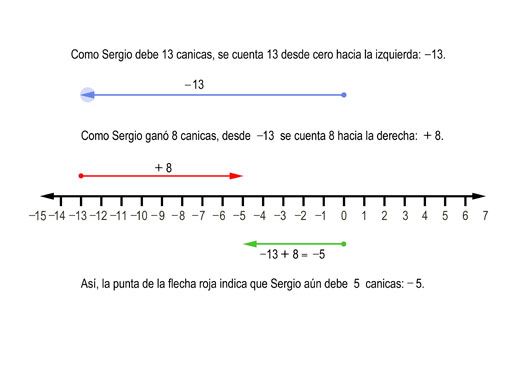 Como Sergio debe 13 canicas, se cuenta 13 desde cero hacia la izquierda: −13.
−13
Como Sergio ganó 8 canicas, desde −13 se cuenta 8 hacia la derecha: + 8.
+ 8
−15 −14 −13 −12 −11 −10 −9 −8 −7 −6 −5 −4 −3 −2 −1 0 1 2 3 4 5 6 7
−13 + 8 = −5
Así, la punta de la flecha roja indica que Sergio aún debe 5 canicas: − 5.